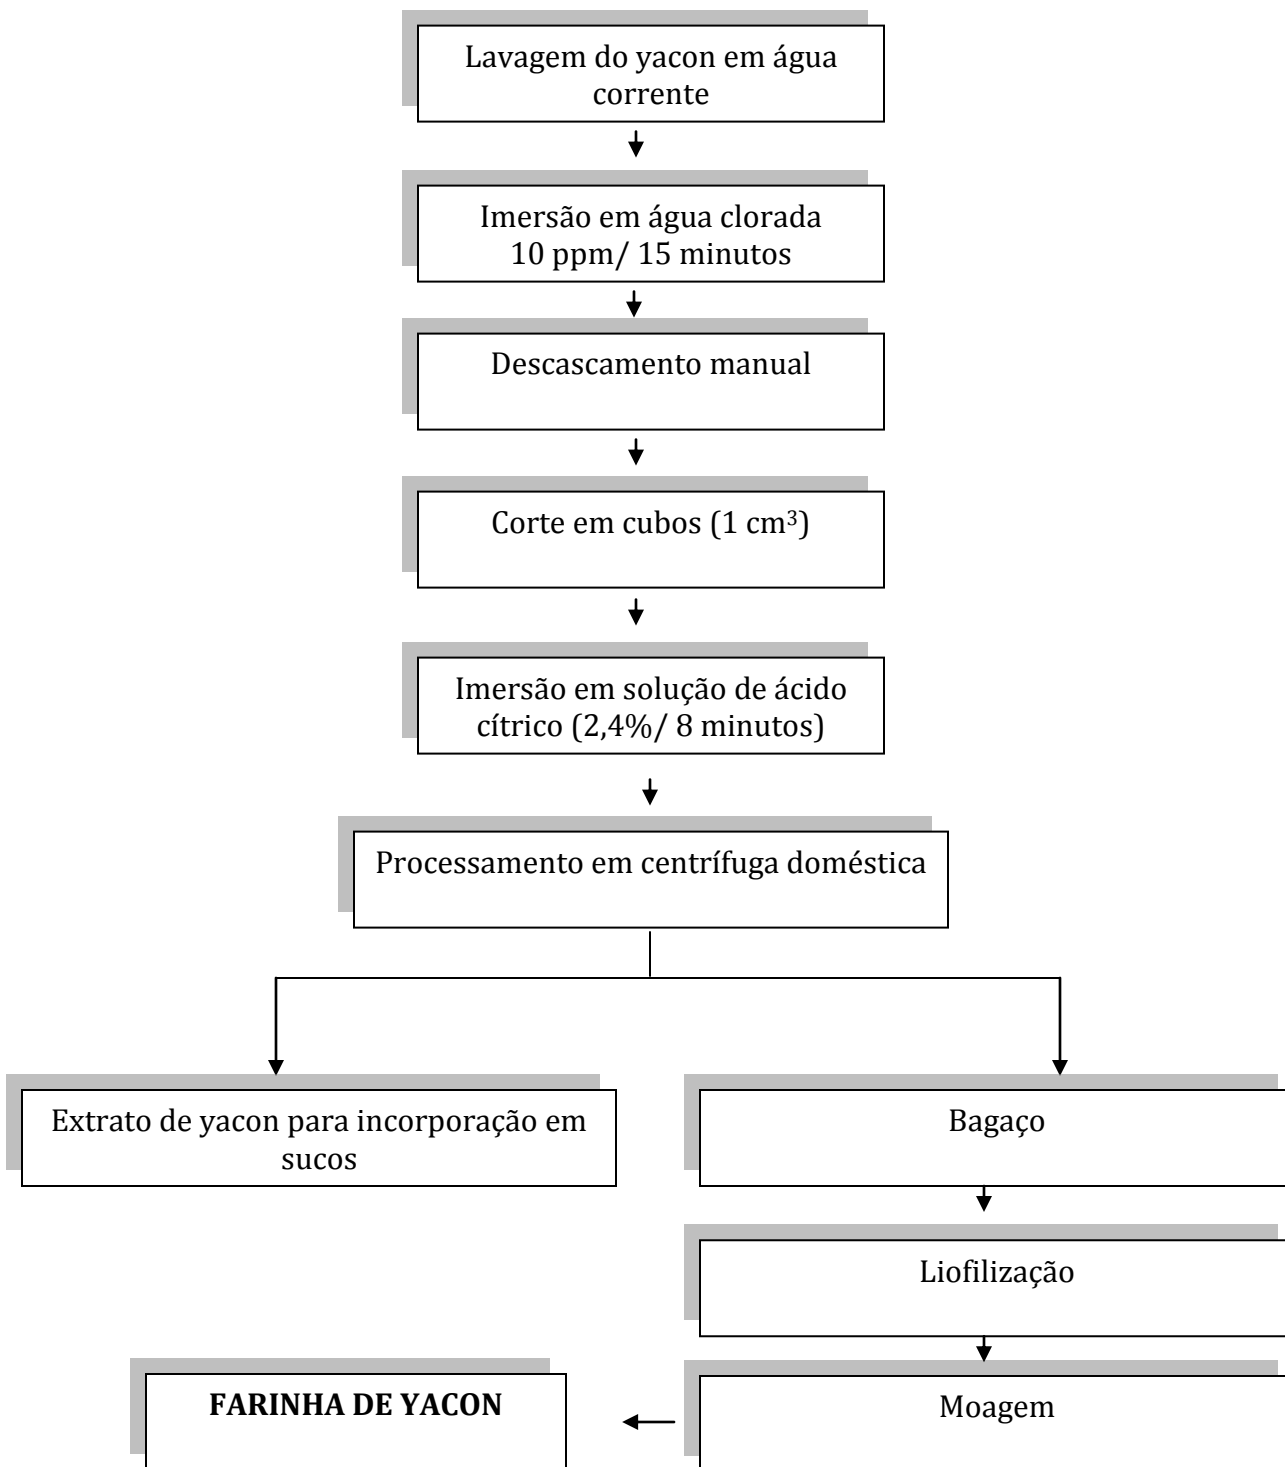 Lavagem do yacon em água
corrente
Imersão em água clorada
10 ppm/ 15 minutos
Descascamento manual
Corte em cubos (1 cm³)
Imersão em solução de ácido
cítrico (2,4%/ 8 minutos)
Processamento em centrífuga doméstica
Extrato de yacon para incorporação em
sucos
Bagaço
Liofilização
Moagem
FARINHA DE YACON